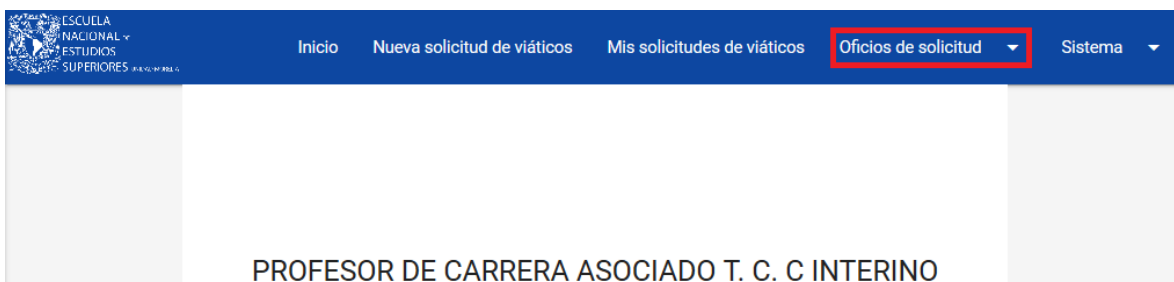 ESCUELA
NACIONAL DE
ESTUDIOS
SUPERIORES
Inicio Nueva solicitud de viáticos Mis solicitudes de viáticos Oficios de solicitud Sistema
PROFESOR DE CARRERA ASOCIADO T. C. C INTERINO